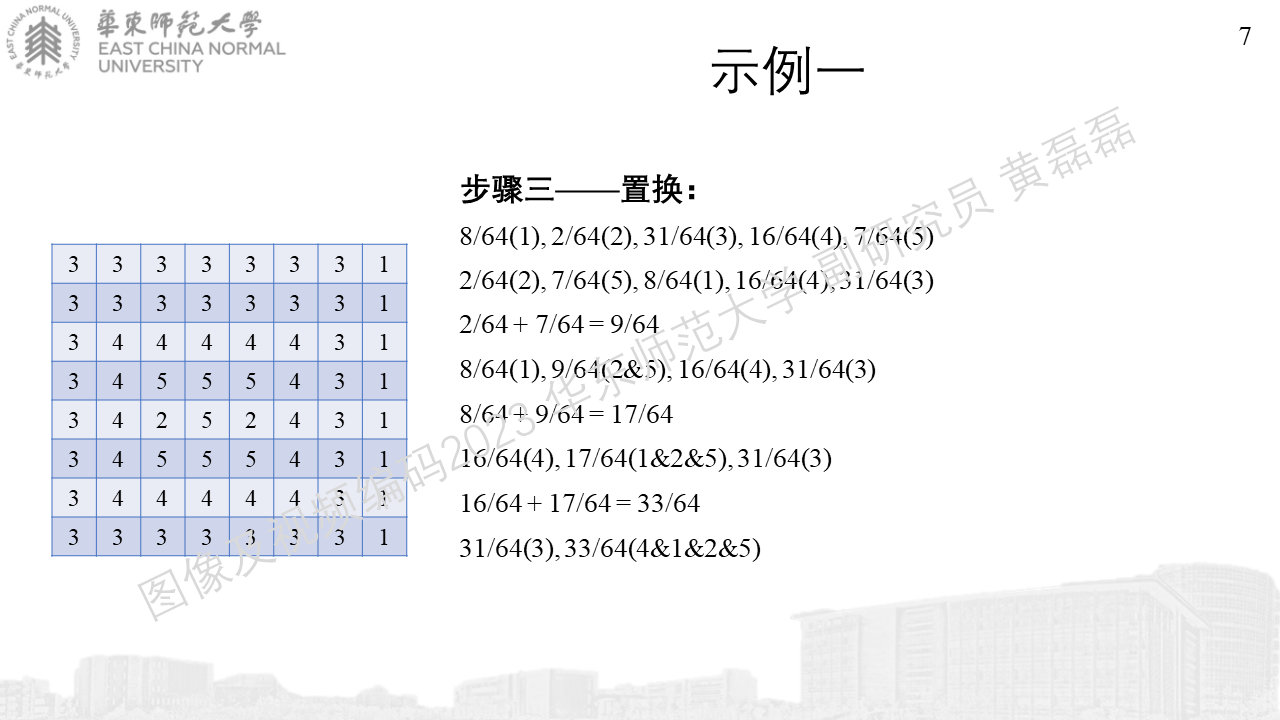 華東師範大學
EAST CHINA NORMAL
UNIVERSITY
EAST CHINA NORMAL UNIVERSITY
華東师范大学
7
示例一
步骤三——置换：
8/64(1), 2/64(2), 31/64(3), 16/64(4), 7/64(5)
2/64(2), 7/64(5), 8/64(1), 16/64(4), 31/64(3)
2/64 + 7/64 = 9/64
8/64(1), 9/64(2&5), 16/64(4), 31/64(3)
8/64 + 9/64 = 17/64
16/64(4), 17/64(1&2&5), 31/64(3)
16/64 + 17/64 = 33/64
31/64(3), 33/64(4&1&2&5)
3 3 3 3 3 3 3 1
3 3 3 3 3 3 3 1
3 4 4 4 4 4 3 1
3 4 5 5 5 4 3 1
3 4 2 5 2 4 3 1
3 4 5 5 5 4 3 1
3 4 4 4 4 4 3 1
3 3 3 3 3 3 3 1
图像及视频编码2023 华东师范大学 副研究员 黄磊磊